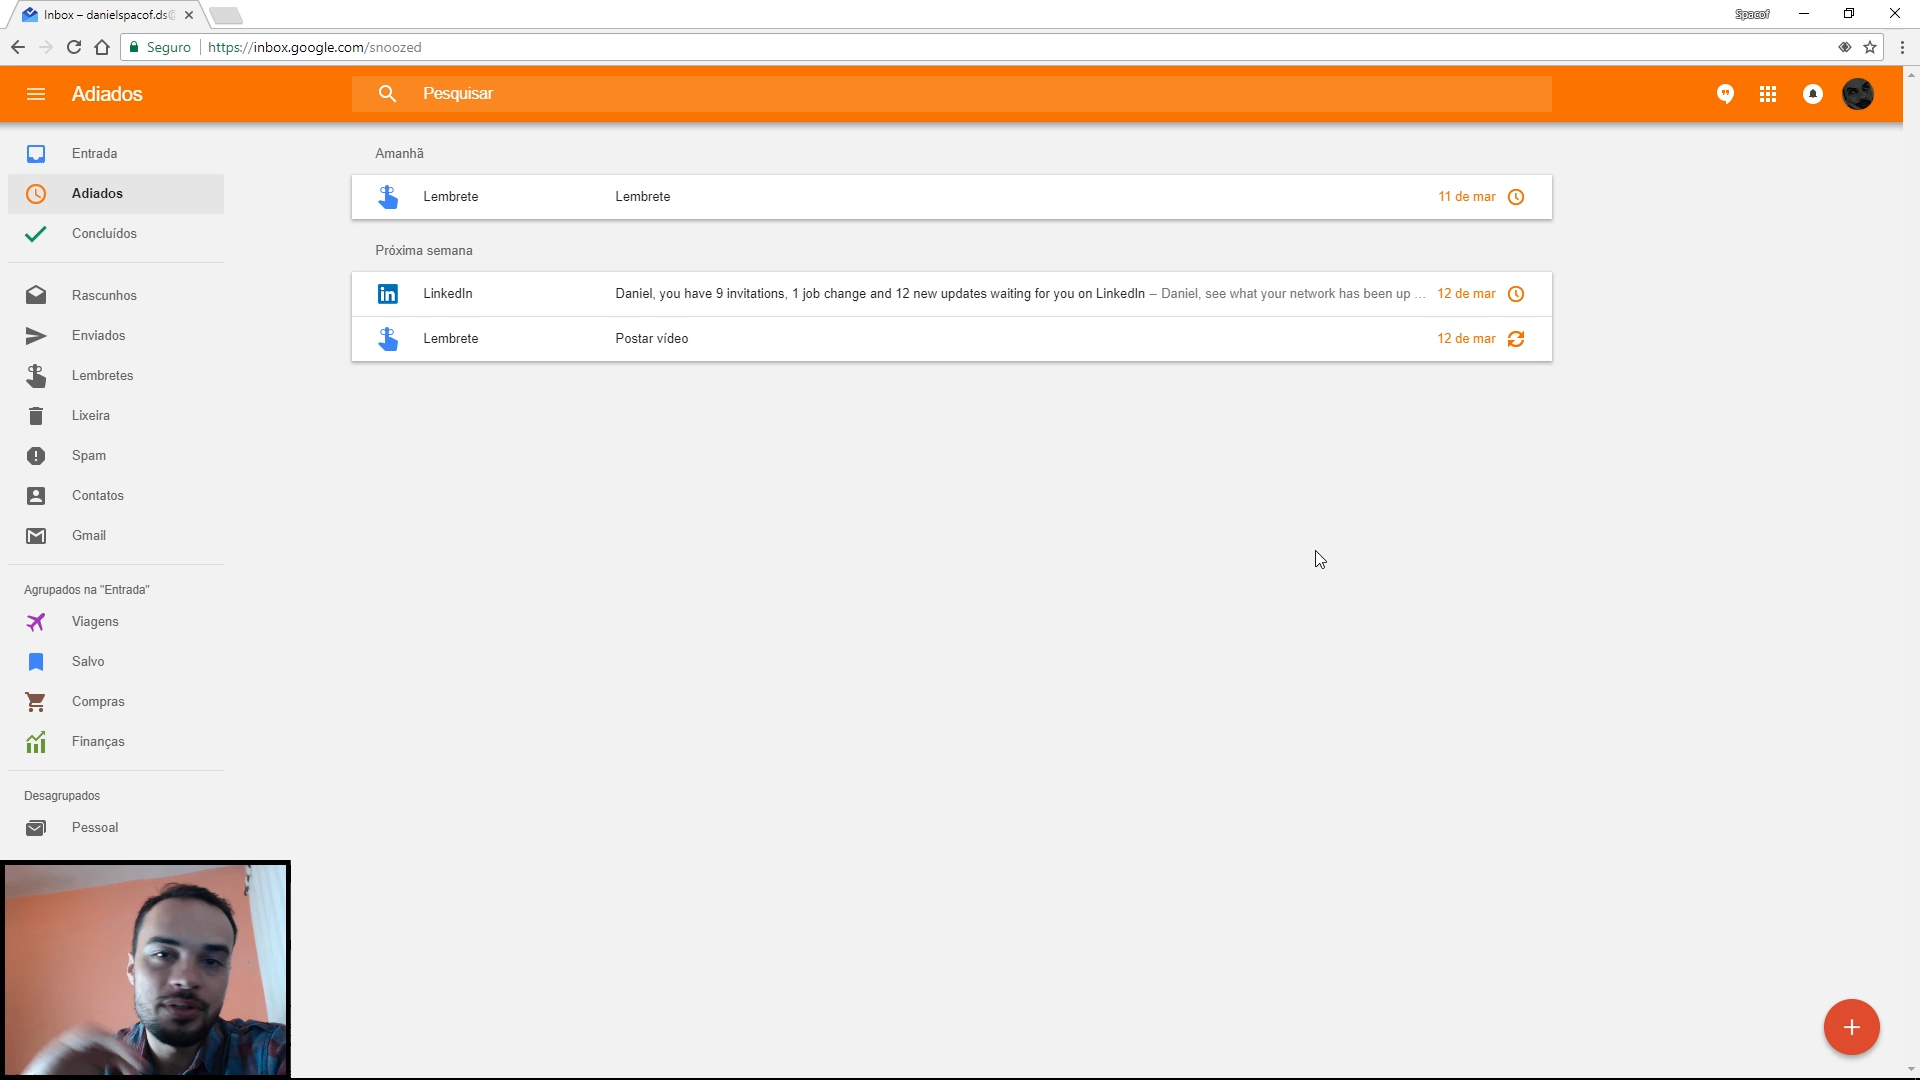 Inbox – danielspacof.ds@
Spacof
Seguro https://inbox.google.com/snoozed
Adiados Pesquisar
Entrada
Adiados
Concluídos
Rascunhos
Enviados
Lembretes
Lixeira
Spam
Contatos
Gmail
Agrupados na "Entrada"
Viagens
Salvo
Compras
Finanças
Desagrupados
Pessoal
Amanhã
Lembrete Lembrete 11 de mar
Próxima semana
LinkedIn Daniel, you have 9 invitations, 1 job change and 12 new updates waiting for you on LinkedIn – Daniel, see what your network has been up ... 12 de mar
Lembrete Postar vídeo 12 de mar